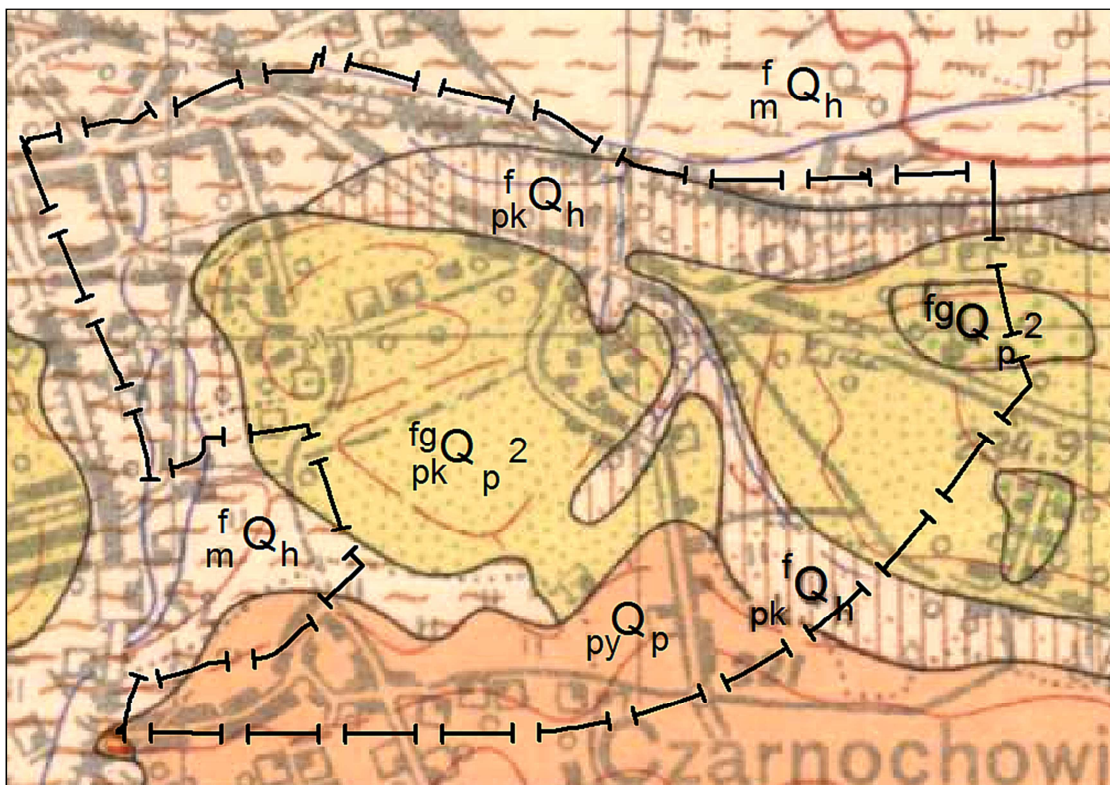 f
m Q h
f
pk Q h
fg Q p 2
fg
pk Q p 2
f
m Q h
f
pk Q h
py Q p
Czarnochowi